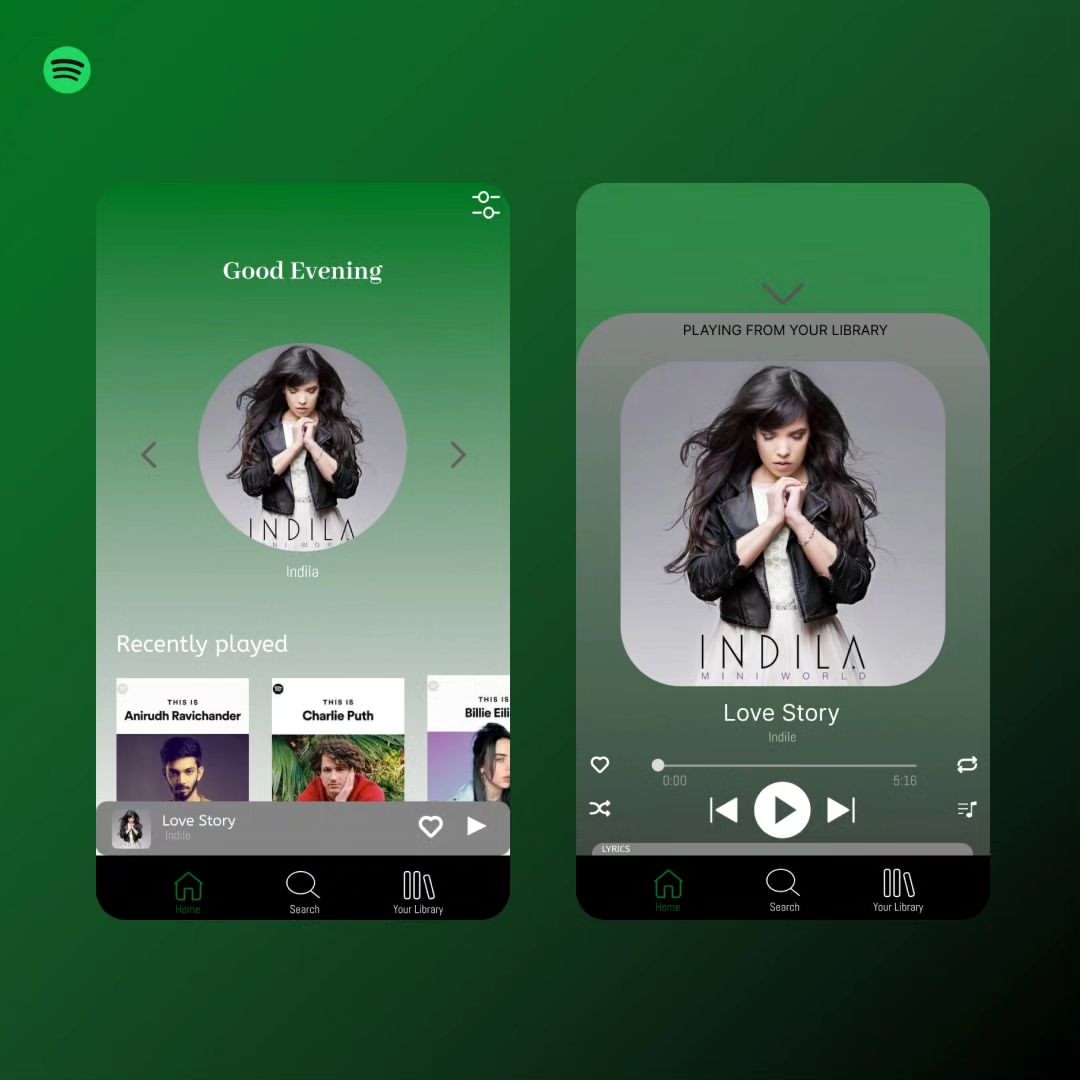 Good Evening
INDILA
MINI WORLD
Indila
Recently played
THIS IS
Anirudh Ravichander
THIS IS
Charlie Puth
THIS IS
Billie Eili
Love Story
Indile
Home
Search
Your Library
PLAYING FROM YOUR LIBRARY
INDILA
MINI WORLD
Love Story
Indile
0:00
5:16
LYRICS
Home
Search
Your Library